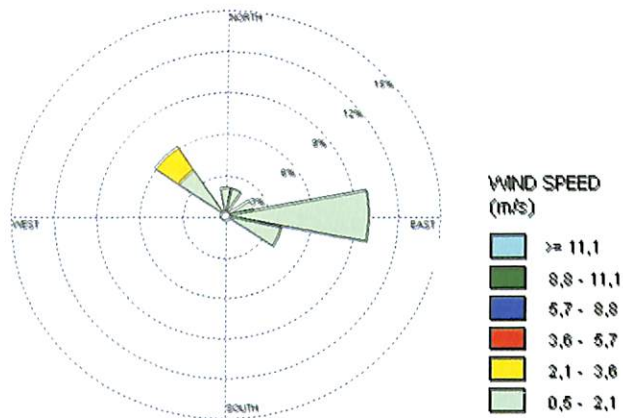 NORTH
15%
12%
9%
6%
3%
WEST
EAST
SOUTH
WIND SPEED
(m/s)
>= 11,1
8,8 - 11,1
5,7 - 8,8
3,6 - 5,7
2,1 - 3,6
0,5 - 2,1